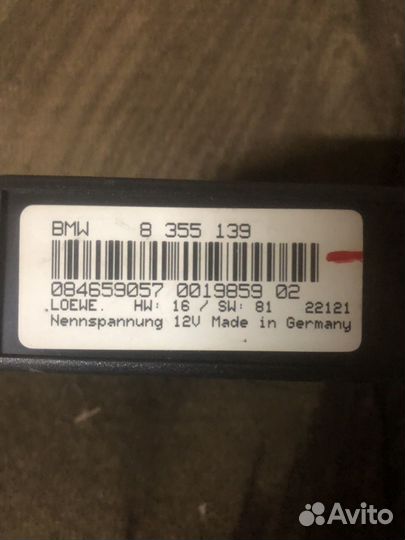 BMW 8 355 139
084659057 0019859 02
LOEWE. HW: 16 / SW: 81 22121
Nennspannung 12V Made in Germany
Avito